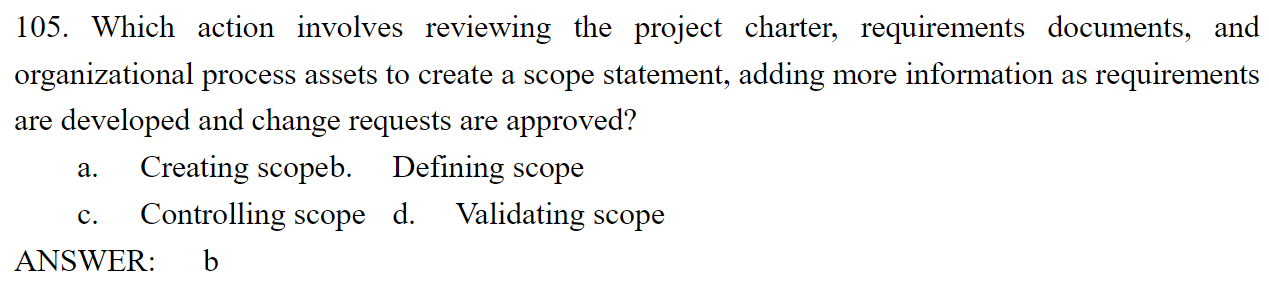 105. Which action involves reviewing the project charter, requirements documents, and
organizational process assets to create a scope statement, adding more information as requirements
are developed and change requests are approved?
a. Creating scopeb. Defining scope
c. Controlling scope d. Validating scope
ANSWER: b